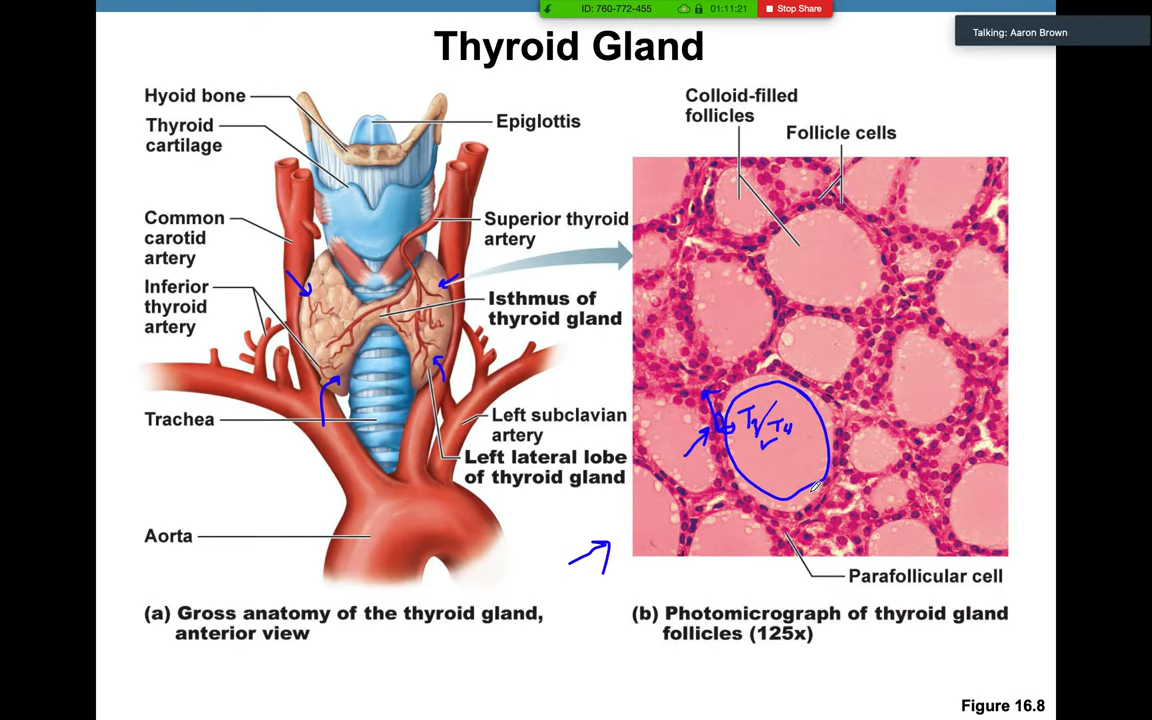 ID: 760-772-455
01:11:21
Stop Share
Talking: Aaron Brown
Thyroid Gland
Hyoid bone
Thyroid
cartilage
Common
carotid
artery
Inferior
thyroid
artery
Trachea
Aorta
Epiglottis
Superior thyroid
artery
Isthmus of
thyroid gland
Left subclavian
artery
Left lateral lobe
of thyroid gland
(a) Gross anatomy of the thyroid gland,
anterior view
Colloid-filled
follicles
Follicle cells
T4
Parafollicular cell
(b) Photomicrograph of thyroid gland
follicles (125x)
Figure 16.8